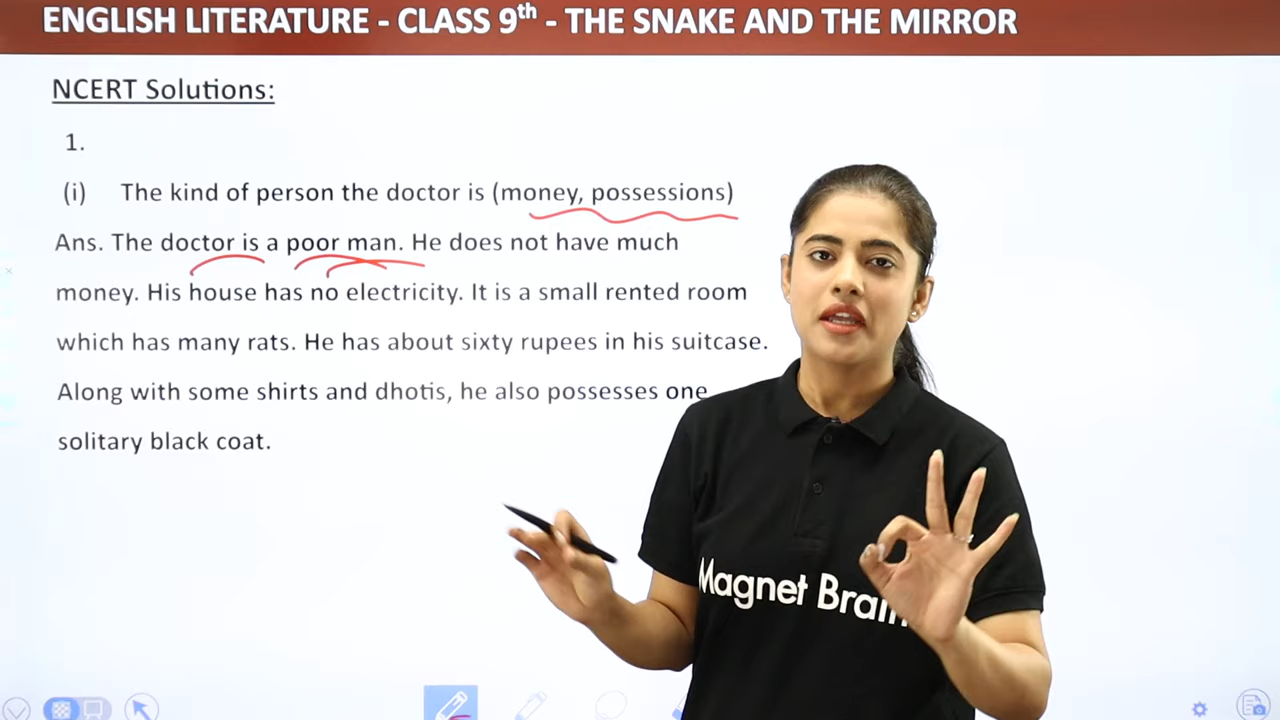 ENGLISH LITERATURE - CLASS 9th - THE SNAKE AND THE MIRROR
NCERT Solutions:
1.
(i) The kind of person the doctor is (money, possessions)
Ans. The doctor is a poor man. He does not have much
money. His house has no electricity. It is a small rented room
which has many rats. He has about sixty rupees in his suitcase.
Along with some shirts and dhotis, he also possesses one
solitary black coat.
Magnet Brain